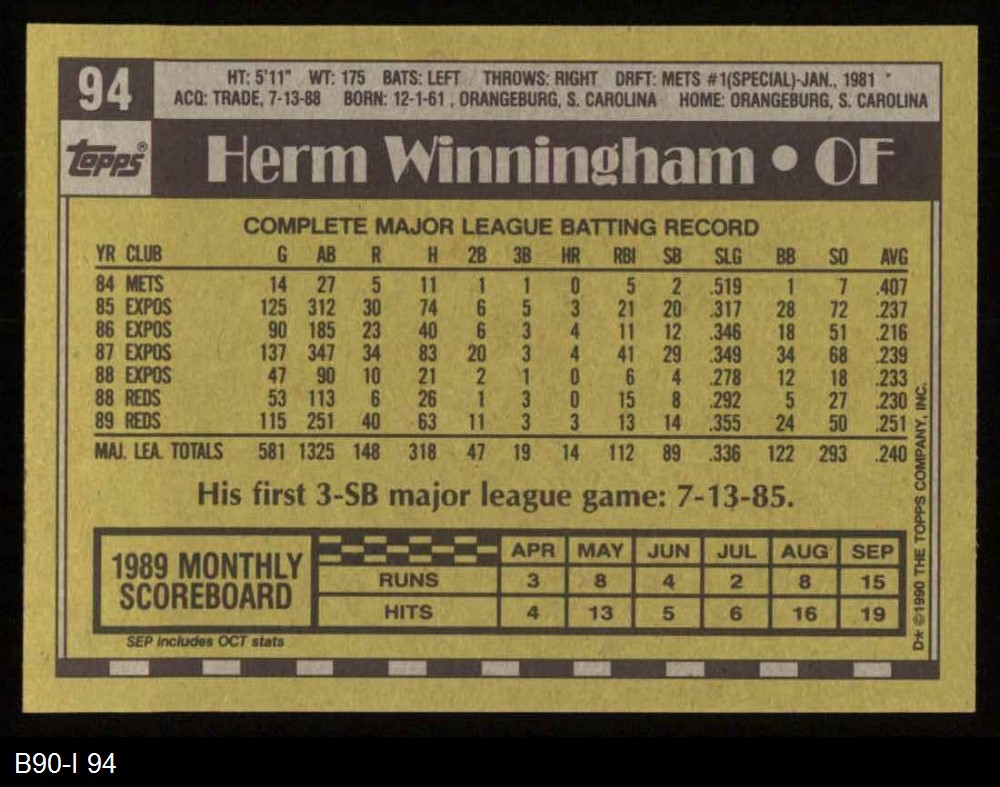 94
HT: 5'11" WT: 175 BATS: LEFT THROWS: RIGHT DRFT: METS #1(SPECIAL)-JAN., 1981
ACQ: TRADE, 7-13-88 BORN: 12-1-61 , ORANGEBURG, S. CAROLINA HOME: ORANGEBURG, S. CAROLINA
Topps®
Herm Winningham • OF
COMPLETE MAJOR LEAGUE BATTING RECORD
YR CLUB G AB R H 2B 3B HR RBI SB SLG BB SO AVG
84 METS 14 27 5 11 1 1 0 5 2 .519 1 7 .407
85 EXPOS 125 312 30 74 6 5 3 21 20 .317 28 72 .237
86 EXPOS 90 185 23 40 6 3 4 11 12 .346 18 51 .216
87 EXPOS 137 347 34 83 20 3 4 41 29 .349 34 68 .239
88 EXPOS 47 90 10 21 2 1 0 6 4 .278 12 18 .233
88 REDS 53 113 6 26 1 3 0 15 8 .292 5 27 .230
89 REDS 115 251 40 63 11 3 3 13 14 .355 24 50 .251
MAJ. LEA. TOTALS 581 1325 148 318 47 19 14 112 89 .336 122 293 .240
His first 3-SB major league game: 7-13-85.
1989 MONTHLY
SCOREBOARD
APR MAY JUN JUL AUG SEP
RUNS 3 8 4 2 8 15
HITS 4 13 5 6 16 19
SEP includes OCT stats
D* ©1990 THE TOPPS COMPANY, INC.
B90-I 94